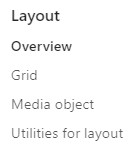 Layout
Overview
Grid
Media object
Utilities for layout